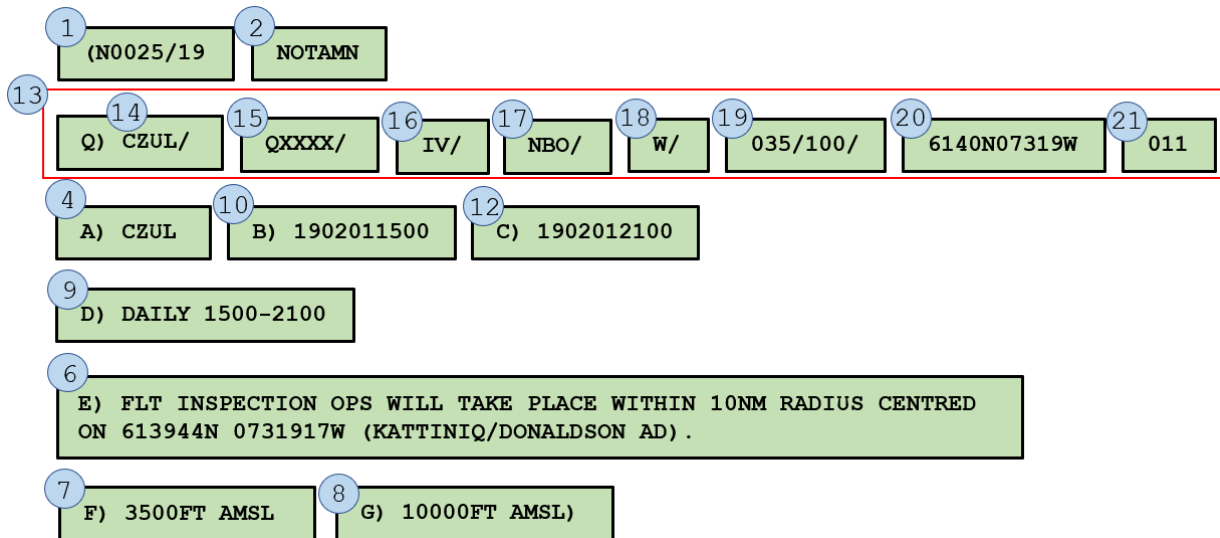 1 2
(N0025/19 NOTAMN
13 14 15 16 17 18 19 20 21
Q) CZUL/ QXXXX/ IV/ NBO/ W/ 035/100/ 6140N07319W 011
4 10 12
A) CZUL B) 1902011500 C) 1902012100
9
D) DAILY 1500-2100
6
E) FLT INSPECTION OPS WILL TAKE PLACE WITHIN 10NM RADIUS CENTRED
ON 613944N 0731917W (KATTINIQ/DONALDSON AD).
7 8
F) 3500FT AMSL G) 10000FT AMSL)